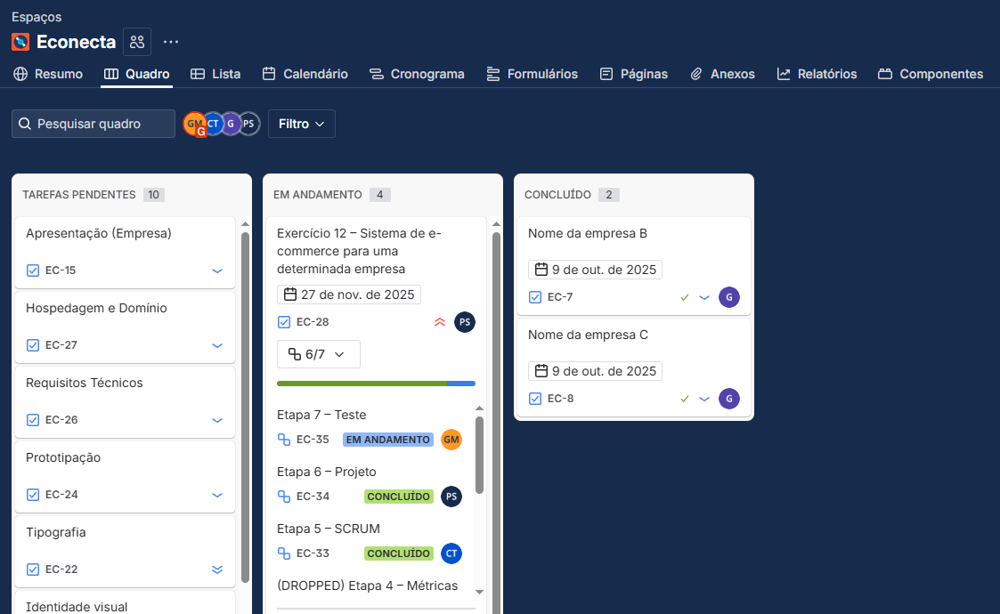 Espaços
Econecta
Resumo
Quadro
Lista
Calendário
Cronograma
Formulários
Páginas
Anexos
Relatórios
Componentes
Pesquisar quadro
GM
G
CT
G
PS
Filtro
TAREFAS PENDENTES 10
Apresentação (Empresa)
EC-15
Hospedagem e Domínio
EC-27
Requisitos Técnicos
EC-26
Prototipação
EC-24
Tipografia
EC-22
Identidade visual
EM ANDAMENTO 4
Exercício 12 – Sistema de e-
commerce para uma
determinada empresa
27 de nov. de 2025
EC-28 PS
6/7
Etapa 7 – Teste
EC-35 EM ANDAMENTO GM
Etapa 6 – Projeto
EC-34 CONCLUÍDO PS
Etapa 5 – SCRUM
EC-33 CONCLUÍDO CT
(DROPPED) Etapa 4 – Métricas
CONCLUÍDO 2
Nome da empresa B
9 de out. de 2025
EC-7 G
Nome da empresa C
9 de out. de 2025
EC-8 G